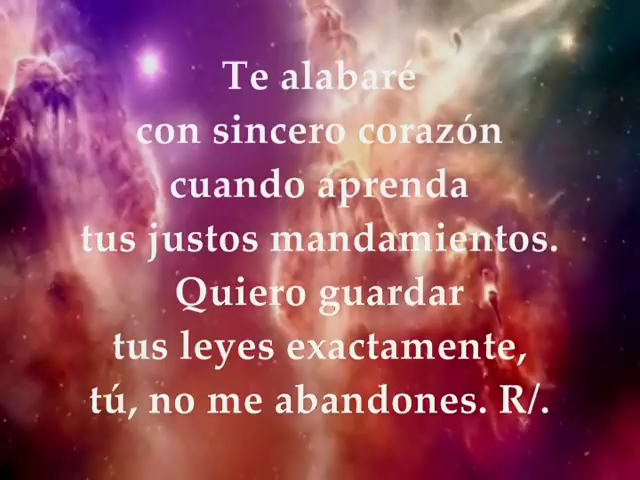 Te alabaré
con sincero corazón
cuando aprenda
tus justos mandamientos.
Quiero guardar
tus leyes exactamente,
tú, no me abandones. R/.